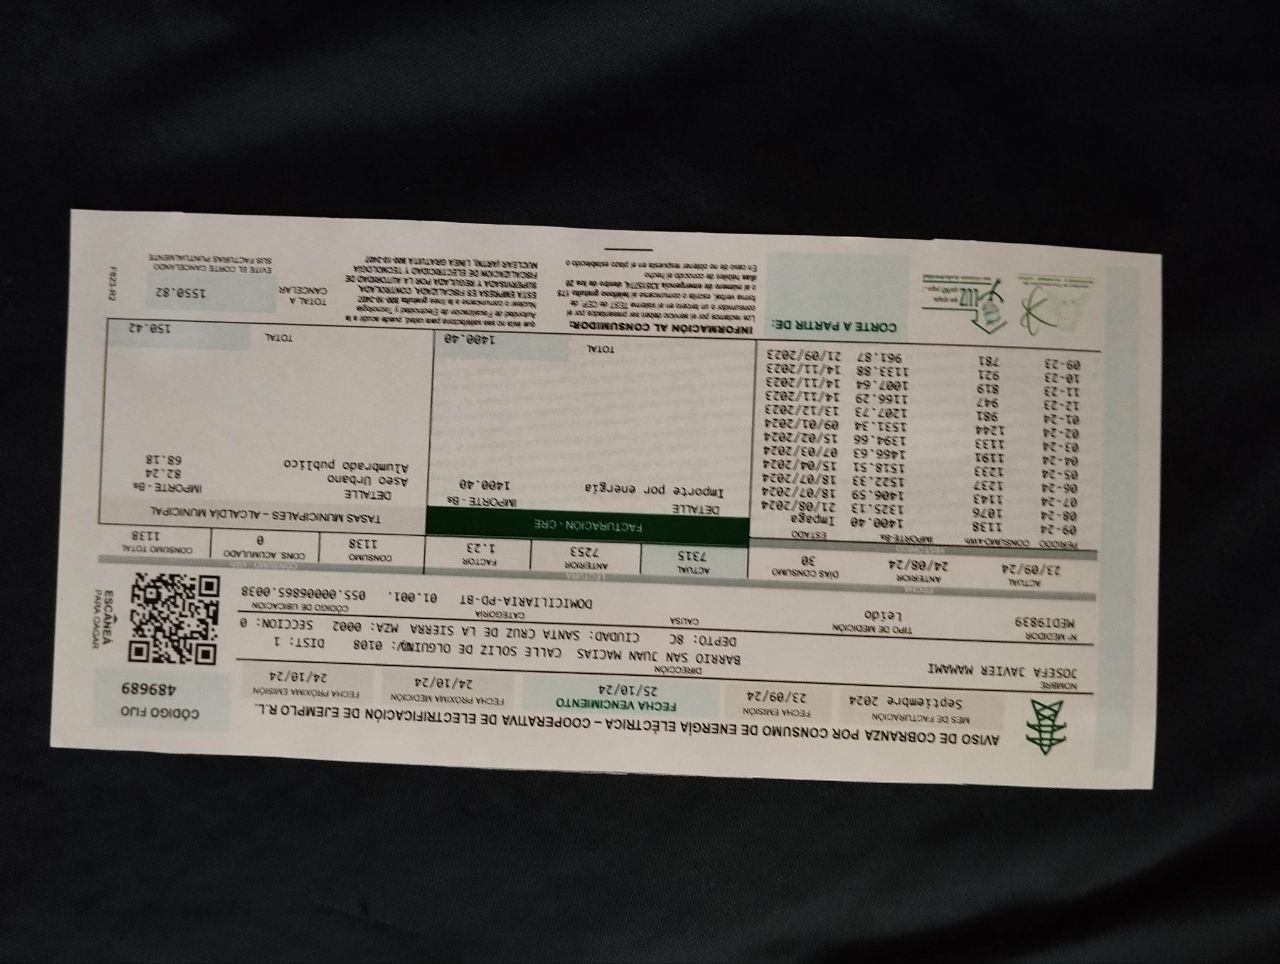 AVISO DE COBRANZA POR CONSUMO DE ENERGÍA ELÉCTRICA – COOPERATIVA DE ELECTRIFICACIÓN DE EJEMPLO R.L.
MES DE FACTURACIÓN
Septiembre 2024
FECHA EMISIÓN
23/09/24
FECHA VENCIMIENTO
25/10/24
FECHA PRÓXIMA MEDICIÓN
24/10/24
FECHA PRÓXIMA EMISIÓN
24/10/24
CÓDIGO FIJO
489689
NOMBRE
JOSEFA JAVIER MAMAMI
DIRECCIÓN
BARRIO SAN JUAN MACIAS CALLE DE SOLIZ DE OLGUINO/: 0108 DIST: 1
DEPTO: 8C CIUDAD: SANTA CRUZ DE LA SIERRA MZA: 0002 SECCION: 0
N° MEDIDOR
MEDI9839
TIPO DE MEDICIÓN
Leído
CAUSA
CATEGORÍA
DOMICILIARIA-PD-BT
CÓDIGO DE UBICACIÓN
01.001. 055.00006865.0038
ESCÂNEA
PARA OAGAR
FECHA
ACTUAL
23/09/24
ANTERIOR
24/08/24
DÍAS CONSUMO
30
LECTURA
ACTUAL
7315
ANTERIOR
7253
FACTOR
1.23
CONSUMO - kWh
CONSUMO
1138
CONS. ACUMULADO
0
CONSUMO TOTAL
1138
HISTÓRICO
PERIODO CONSUMO-kWh IMPORTE-Bs ESTADO
09-24 1138 1400.40 Impaga
08-24 1076 1325.13 21/08/2024
07-24 1143 1406.59 18/07/2024
06-24 1237 1522.33 18/07/2024
05-24 1233 1518.51 15/04/2024
04-24 1191 1466.63 07/03/2024
03-24 1133 1394.66 15/02/2024
02-24 1244 1531.34 09/01/2024
01-24 981 1207.73 13/12/2023
12-23 947 1166.29 14/11/2023
11-23 819 1007.64 14/11/2023
10-23 921 1133.88 14/11/2023
09-23 781 961.87 21/09/2023
FACTURACIÓN - CRE
DETALLE IMPORTE - Bs
Importe por energía 1400.40
TOTAL 1400.40
TASAS MUNICIPALES – ALCALDÍA MUNICIPAL
DETALLE IMPORTE - Bs
Aseo Urbano 82.24
Alumbrado publico 68.18
TOTAL 150.42
CORTE A PARTIR DE:
INFORMACIÓN AL CONSUMIDOR:
Los reclamos por el servicio deben ser presentados por el
consumidor o un tercero en el sistema
forma verbal, escrita o comunicarse al teléfono gratuito 176
o al número de emergencia dentro de los 20
días hábiles de conocido el hecho
En caso de no obtener respuesta en el plazo establecido o
que ésta no sea satisfactoria para usted, puede acudir a la
Autoridad de Fiscalización de Electricidad y Tecnología
Nuclear o comunicarse a línea gratuita 800-10-2407
ESTA EMPRESA ES FISCALIZADA, CONTROLADA,
SUPERVISADA Y REGULADA POR LA AUTORIDAD DE
FISCALIZACIÓN DE ELECTRICIDAD Y TECNOLOGÍA
NUCLEAR (ARTN), LÍNEA GRATUITA 800-10-2407
TOTAL A
CANCELAR
1550.82
EVITE EL CORTE CANCELANDO
SUS FACTURAS PUNTUALMENTE
F823-R2